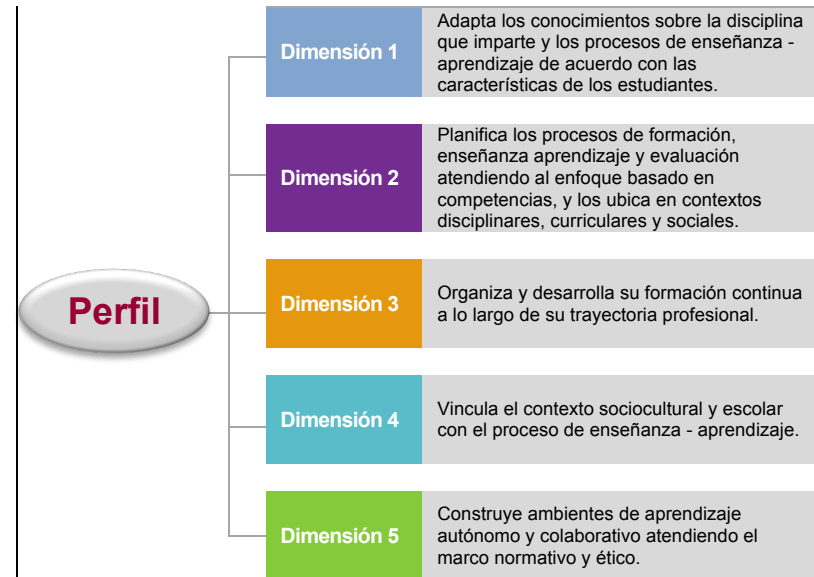 Perfil
Dimensión 1
Adapta los conocimientos sobre la disciplina
que imparte y los procesos de enseñanza -
aprendizaje de acuerdo con las
características de los estudiantes.
Dimensión 2
Planifica los procesos de formación,
enseñanza aprendizaje y evaluación
atendiendo al enfoque basado en
competencias, y los ubica en contextos
disciplinares, curriculares y sociales.
Dimensión 3
Organiza y desarrolla su formación continua
a lo largo de su trayectoria profesional.
Dimensión 4
Vincula el contexto sociocultural y escolar
con el proceso de enseñanza - aprendizaje.
Dimensión 5
Construye ambientes de aprendizaje
autónomo y colaborativo atendiendo el
marco normativo y ético.